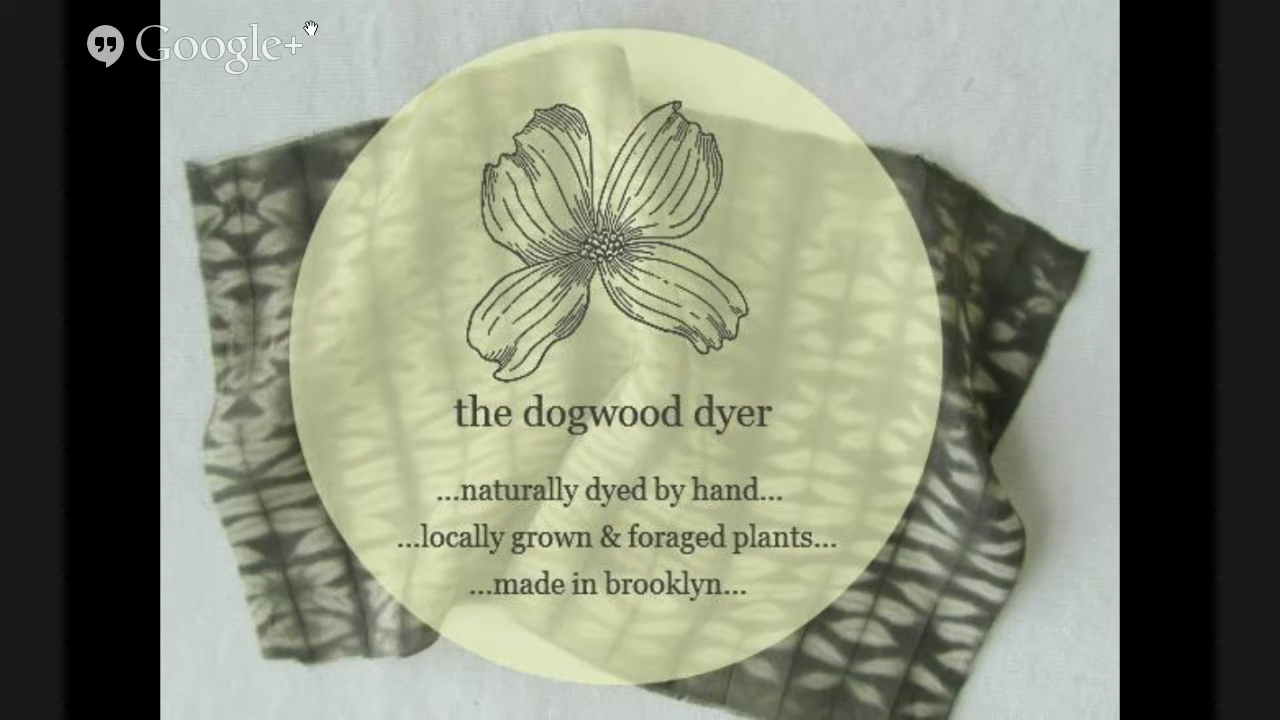 Google+
the dogwood dyer
...naturally dyed by hand...
...locally grown & foraged plants...
...made in brooklyn...